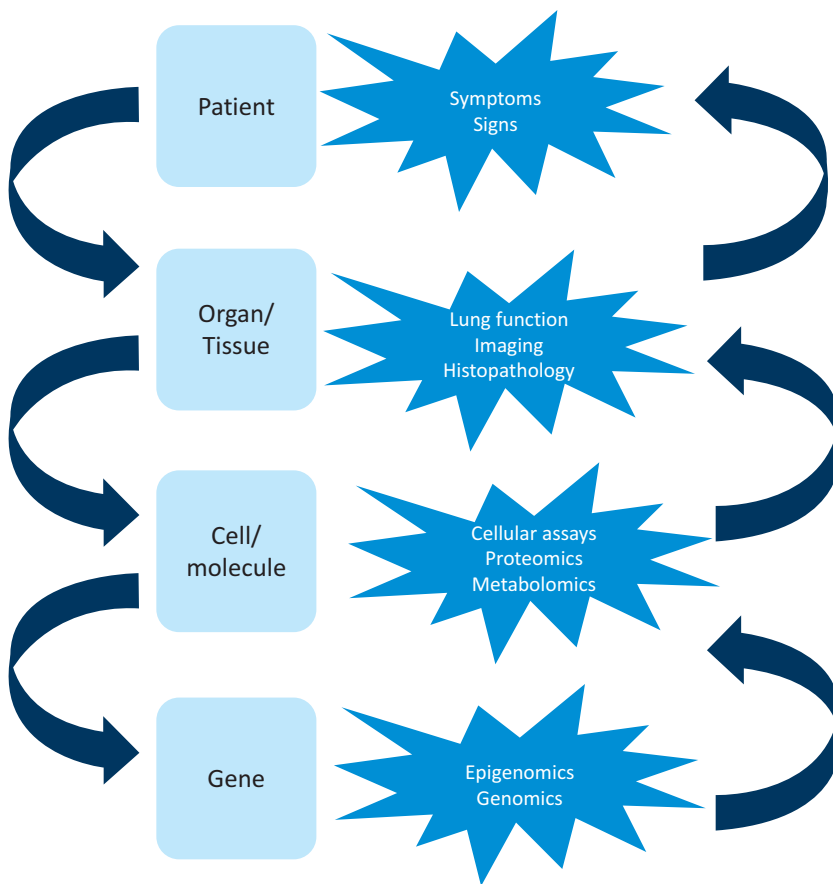 Patient
Symptoms
Signs
Organ/
Tissue
Lung function
Imaging
Histopathology
Cell/
molecule
Cellular assays
Proteomics
Metabolomics
Gene
Epigenomics
Genomics